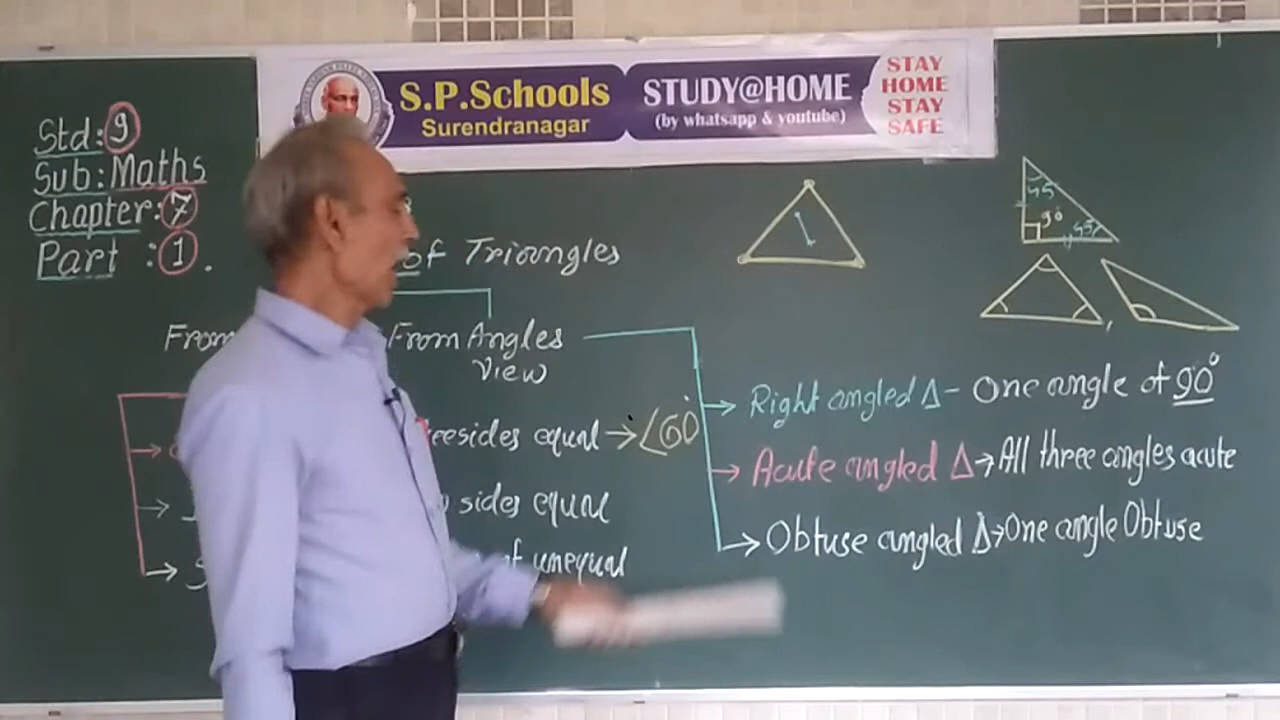 S.P.Schools
Surendranagar
STUDY@HOME
(by whatsapp & youtube)
STAY
HOME
STAY
SAFE
Std: 9
Sub: Maths
Chapter: 7
Part : 1 .
of Triangles
From
From Angles
View
sides equal → ∠60°
sides equal
unequal
Right angled Δ - One angle of 90°
Acute angled Δ → All three angles acute
Obtuse angled Δ → One angle Obtuse
45
90°
45